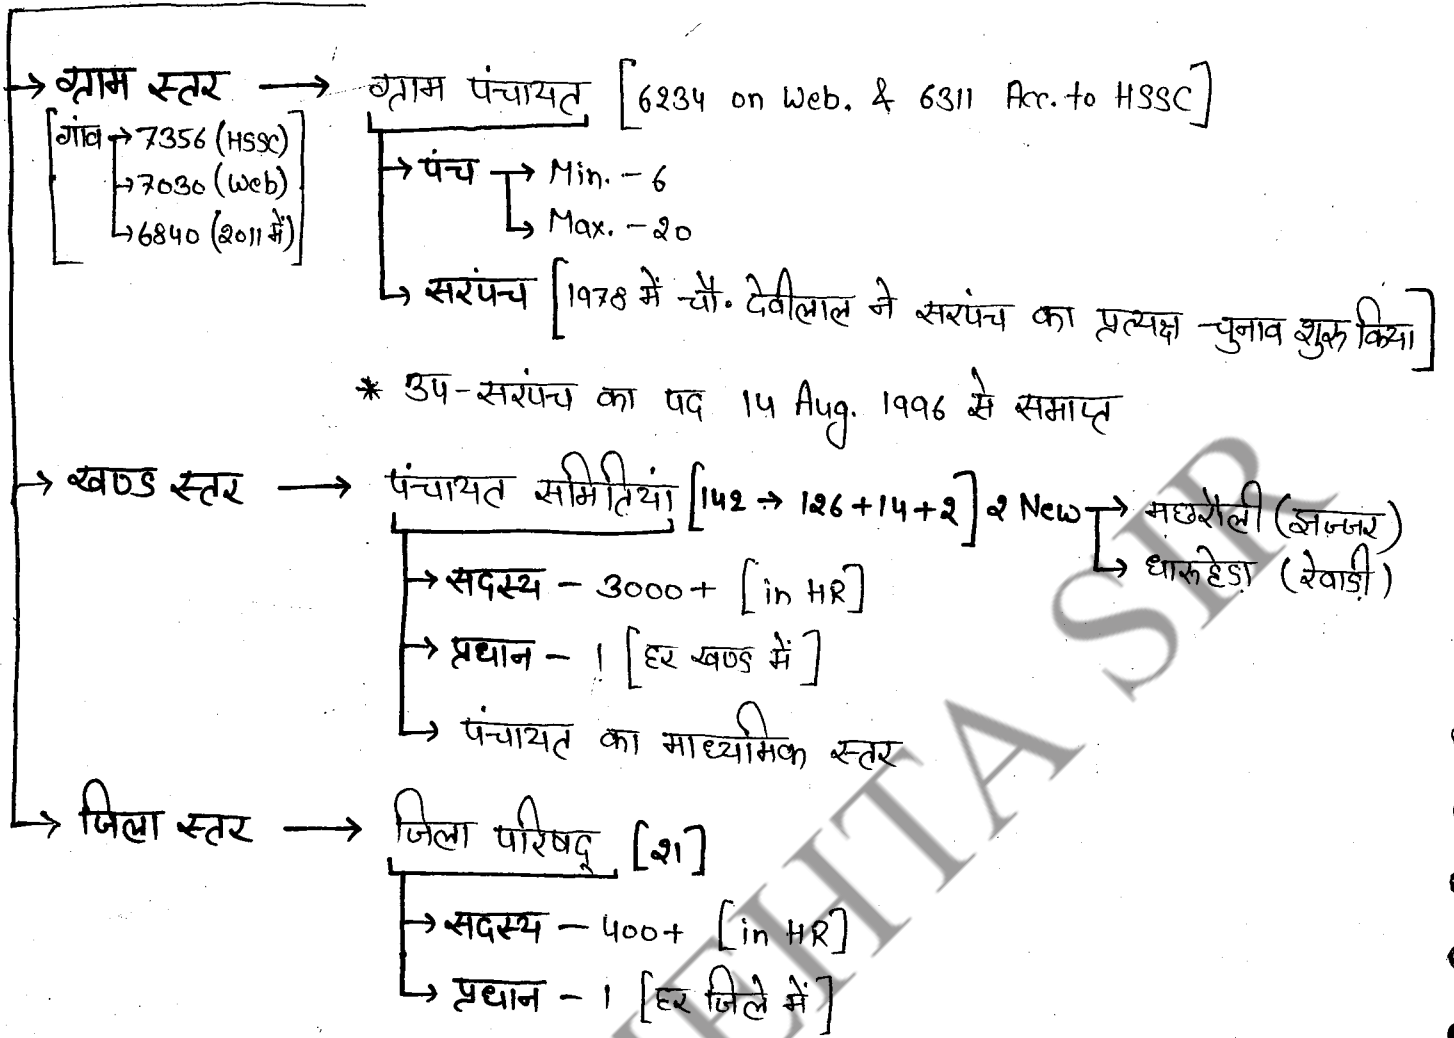 → ग्राम स्तर → ग्राम पंचायत [6234 on Web. & 6311 Acc. to HSSC]
[गांव → 7356 (HSSC)
→ 7030 (Web)
→ 6840 (2011 में)]
→ पंच → Min. - 6
→ Max. - 20
→ सरपंच [1978 में चौ. देवीलाल ने सरपंच का प्रत्यक्ष चुनाव शुरू किया]
* उप-सरपंच का पद 14 Aug. 1996 से समाप्त
→ खण्ड स्तर → पंचायत समितियां [142 → 126+14+2] 2 New → मछरौली (झज्जर)
→ धारूहेड़ा (रेवाड़ी)
→ सदस्य - 3000+ [in HR]
→ प्रधान - 1 [हर खण्ड में]
→ पंचायत का माध्यमिक स्तर
→ जिला स्तर → जिला परिषद् [21]
→ सदस्य - 400+ [in HR]
→ प्रधान - 1 [हर जिले में]
EHTA SIR